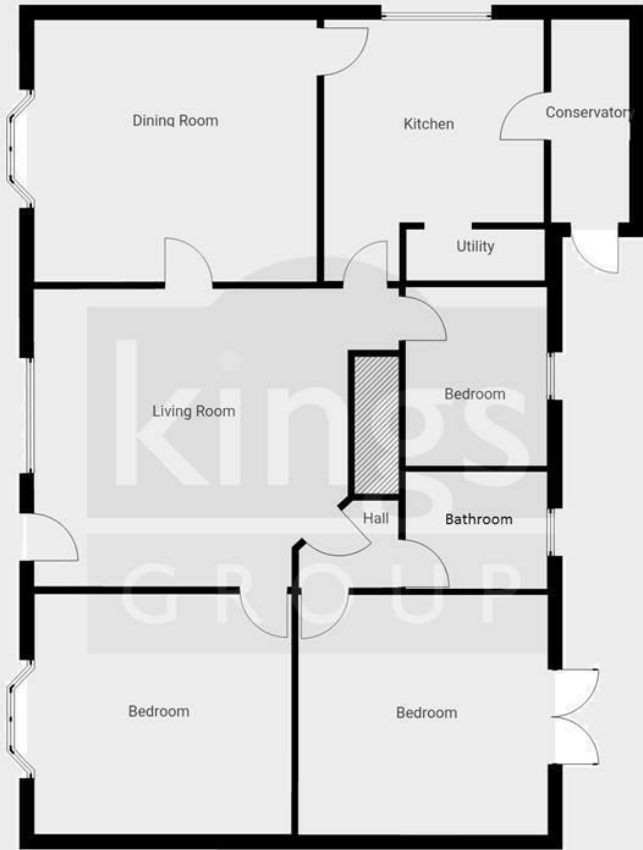 Dining Room
Kitchen
Conservatory
Utility
Living Room
Bedroom
Hall
Bathroom
Bedroom
Bedroom
kings
GROUP